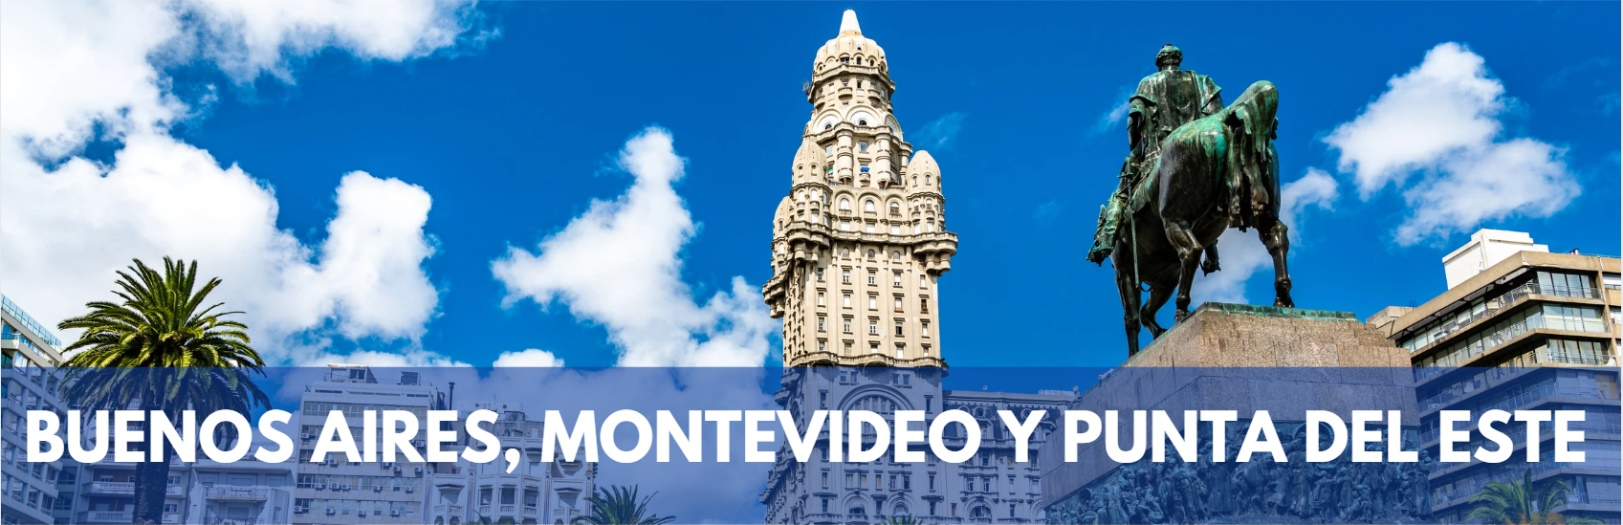 BUENOS AIRES, MONTEVIDEO Y PUNTA DEL ESTE